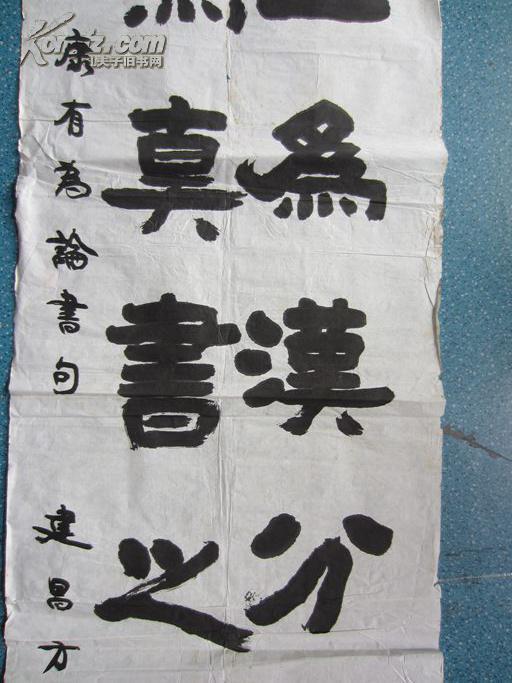 為漢分
真書之
康有為論書句
建昌方
Kongfz.com
孔夫子旧书网